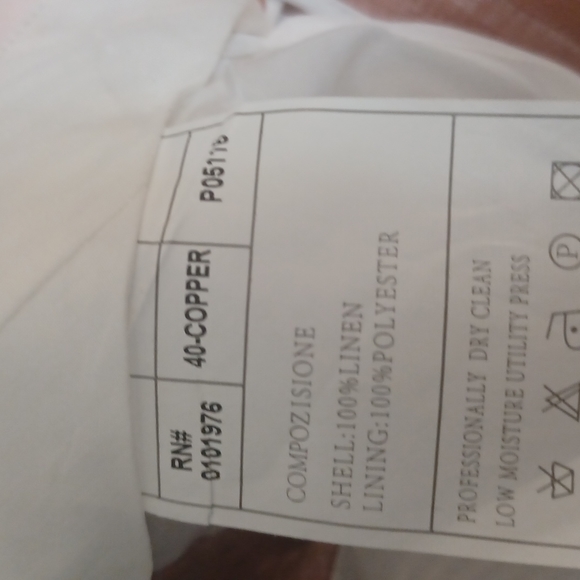 RN#
0101976
40-COPPER
COMPOZISIONE
SHELL:100%LINEN
LINING:100%POLYESTER
PROFESSIONALLY DRY CLEAN
LOW MOISTURE UTILITY PRESS
P